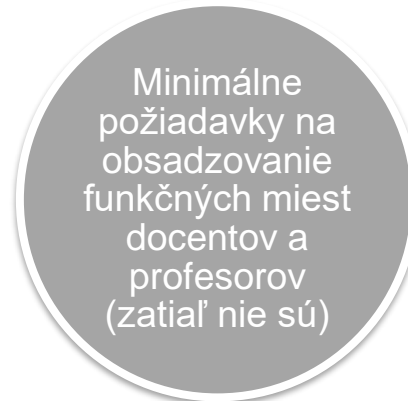 Minimálne
požiadavky na
obsadzovanie
funkčných miest
docentov a
profesorov
(zatiaľ nie sú)